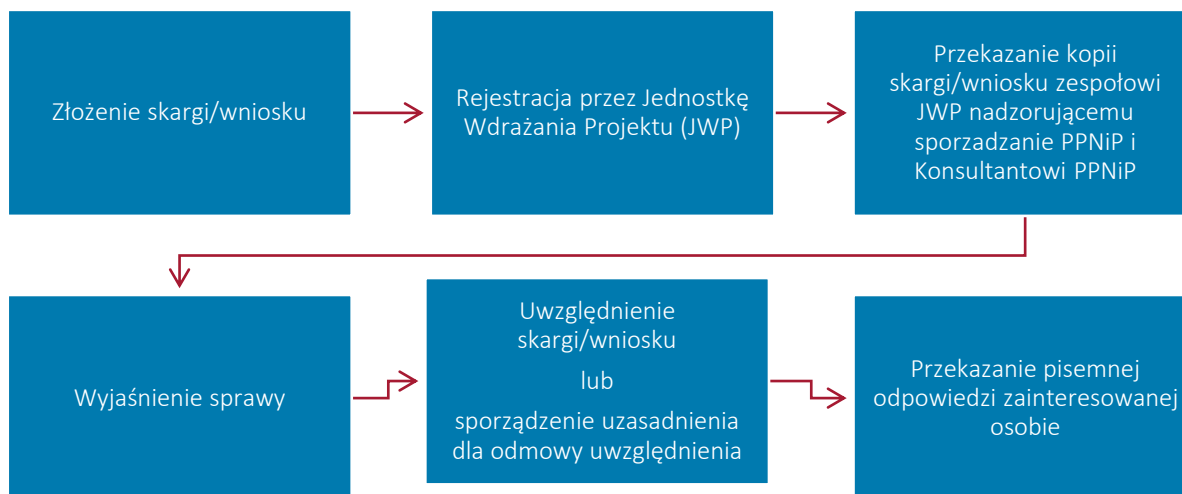 Złożenie skargi/wniosku
Rejestracja przez Jednostkę
Wdrażania Projektu (JWP)
Przekazanie kopii
skargi/wniosku zespołowi
JWP nadzorującemu
sporzadzanie PPNiP i
Konsultantowi PPNiP
Wyjaśnienie sprawy
Uwzględnienie
skargi/wniosku
lub
sporządzenie uzasadnienia
dla odmowy uwzględnienia
Przekazanie pisemnej
odpowiedzi zainteresowanej
osobie